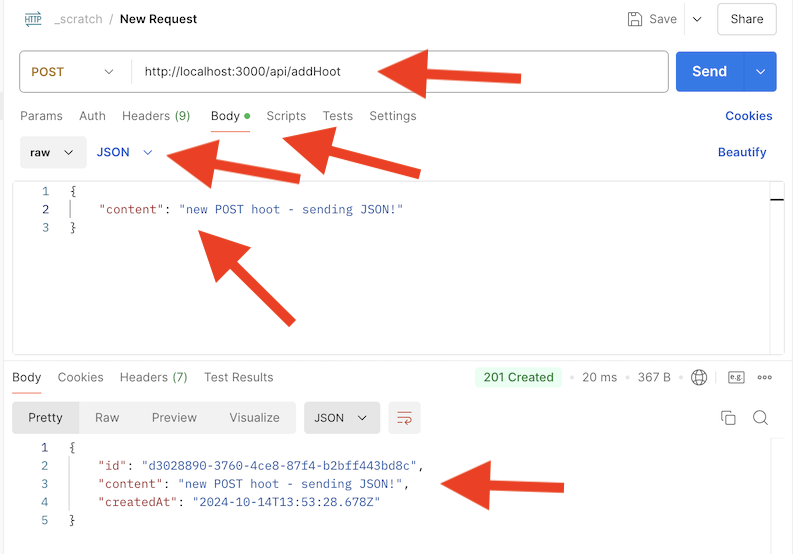 HTTP _scratch / New Request Save Share
POST http://localhost:3000/api/addHoot Send
Params Auth Headers (9) Body Scripts Tests Settings Cookies
raw JSON Beautify
1 {
2 "content": "new POST hoot - sending JSON!"
3 }
Body Cookies Headers (7) Test Results 201 Created 20 ms 367 B e.g.
Pretty Raw Preview Visualize JSON
1 {
2 "id": "d3028890-3760-4ce8-87f4-b2bff443bd8c",
3 "content": "new POST hoot - sending JSON!",
4 "createdAt": "2024-10-14T13:53:28.678Z"
5 }